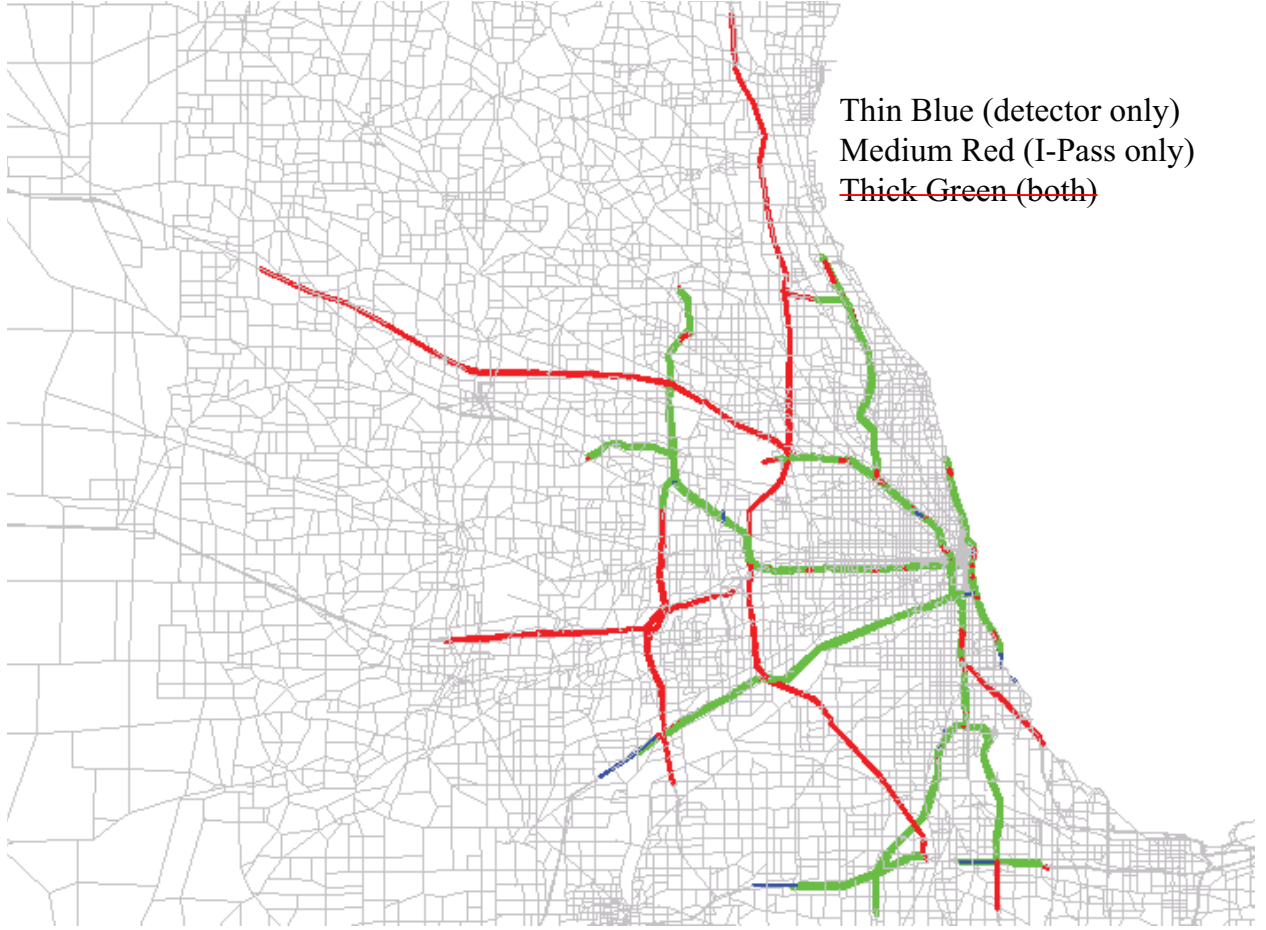 Thin Blue (detector only)
Medium Red (I-Pass only)
Thick Green (both)